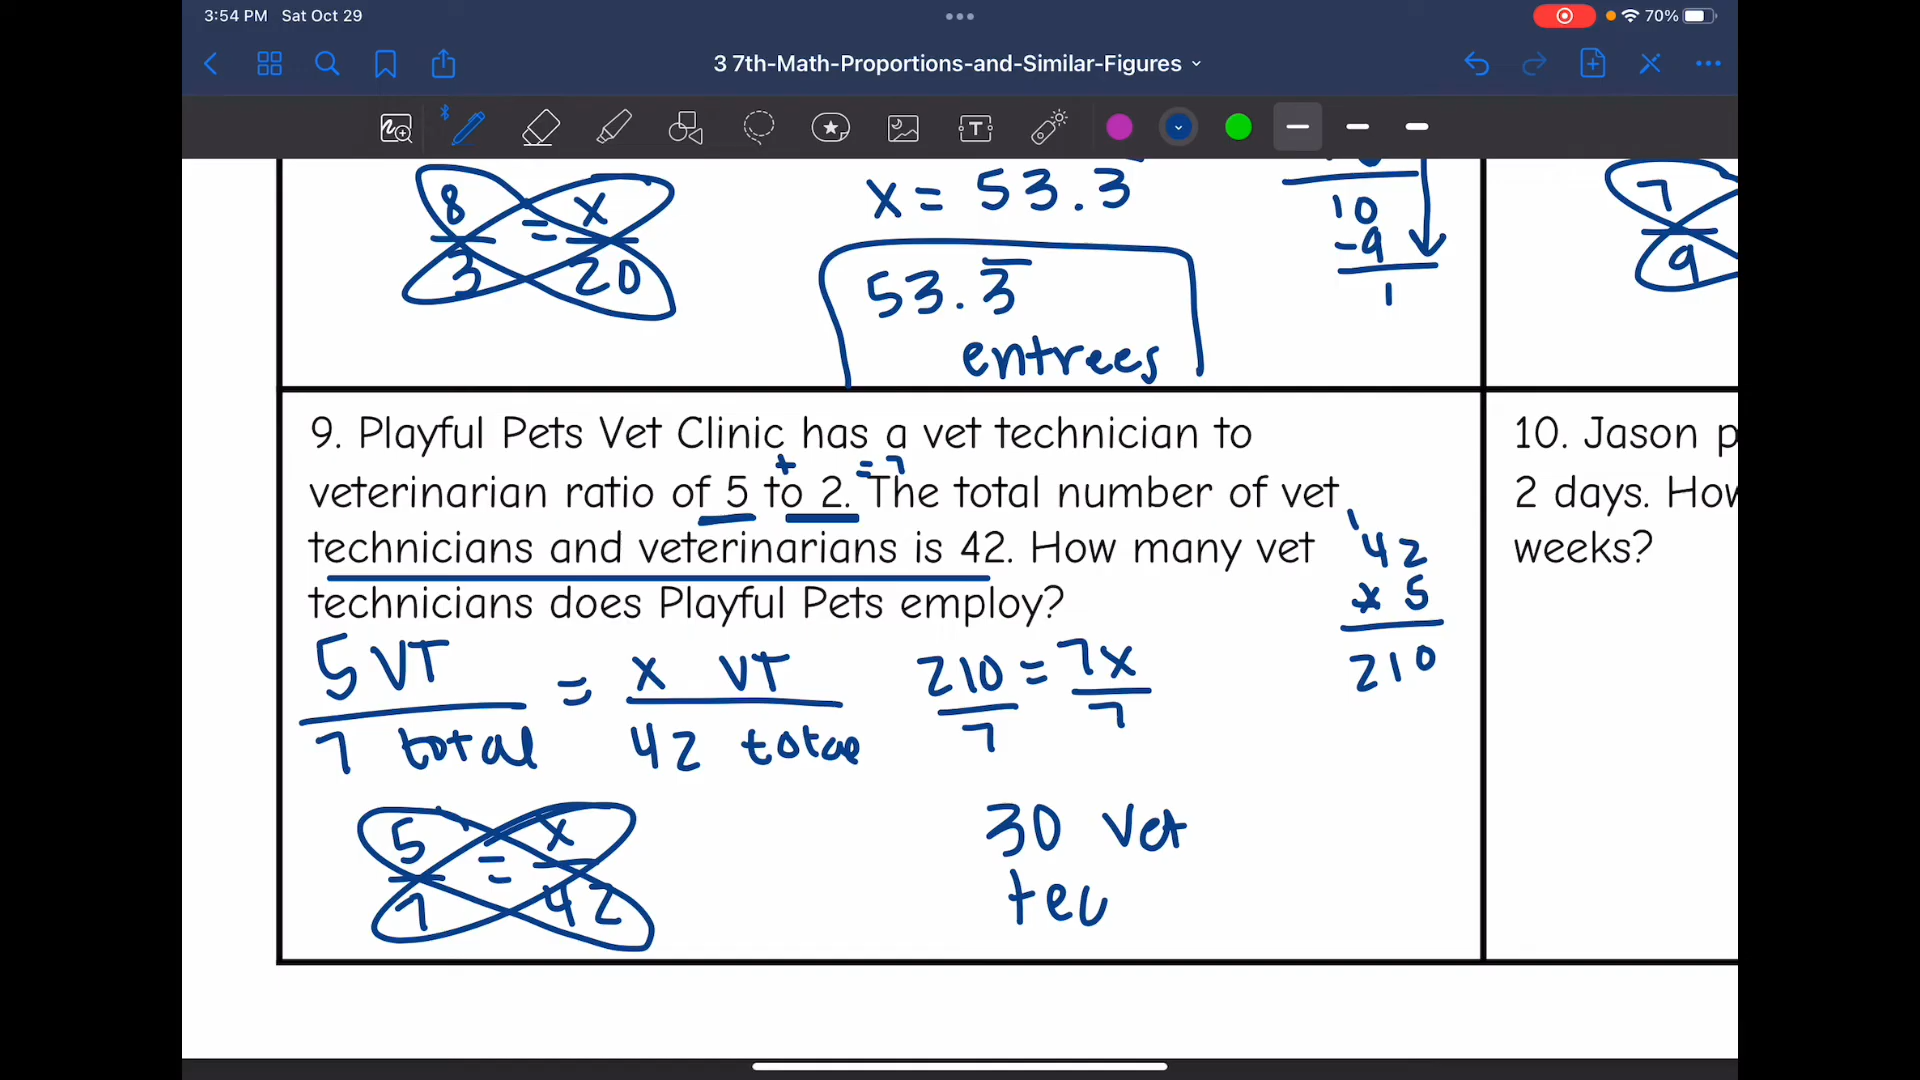 3:54 PM Sat Oct 29
70%
3 7th-Math-Proportions-and-Similar-Figures
8 = x
3 20
x = 53.3
53.3̅
entrees
10
-9
1
7
9
9. Playful Pets Vet Clinic has a vet technician to
+ = 7
veterinarian ratio of 5 to 2. The total number of vet
technicians and veterinarians is 42. How many vet
technicians does Playful Pets employ?
1
42
x 5
210
5 VT = x VT
7 total 42 total
210 = 7x
7 7
5 = x
7 42
30 vet
tec
10. Jason p
2 days. How
weeks?